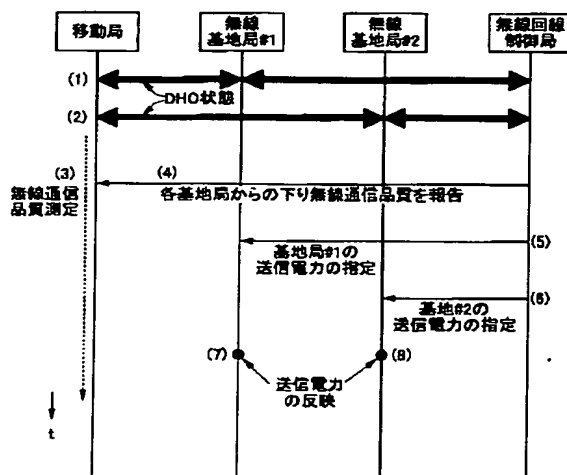 移動局
無線
基地局#1
無線
基地局#2
無線回線
制御局
(1)
DHO状態
(2)
(3)
無線通信
品質測定
(4)
各基地局からの下り無線通信品質を報告
(5)
基地局#1の
送信電力の指定
(6)
基地#2の
送信電力の指定
(7)
(8)
送信電力
の反映
t